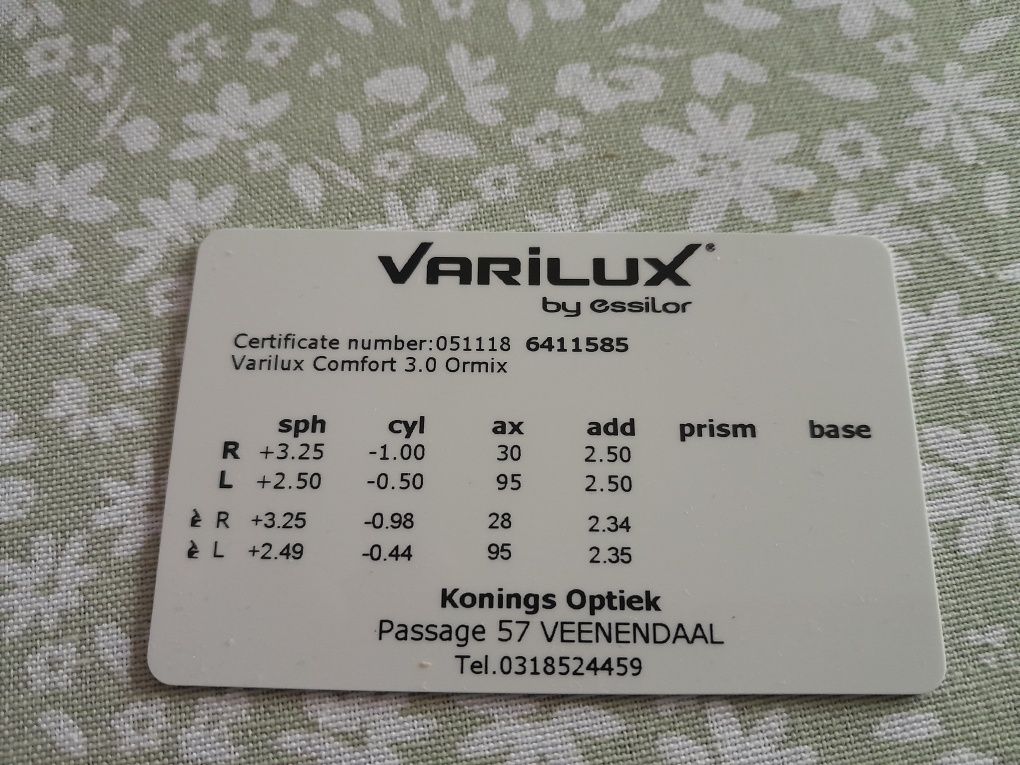 VARiLUX®
by essilor
Certificate number:051118 6411585
Varilux Comfort 3.0 Ormix
sph cyl ax add prism base
R +3.25 -1.00 30 2.50
L +2.50 -0.50 95 2.50
R +3.25 -0.98 28 2.34
L +2.49 -0.44 95 2.35
Konings Optiek
Passage 57 VEENENDAAL
Tel.0318524459